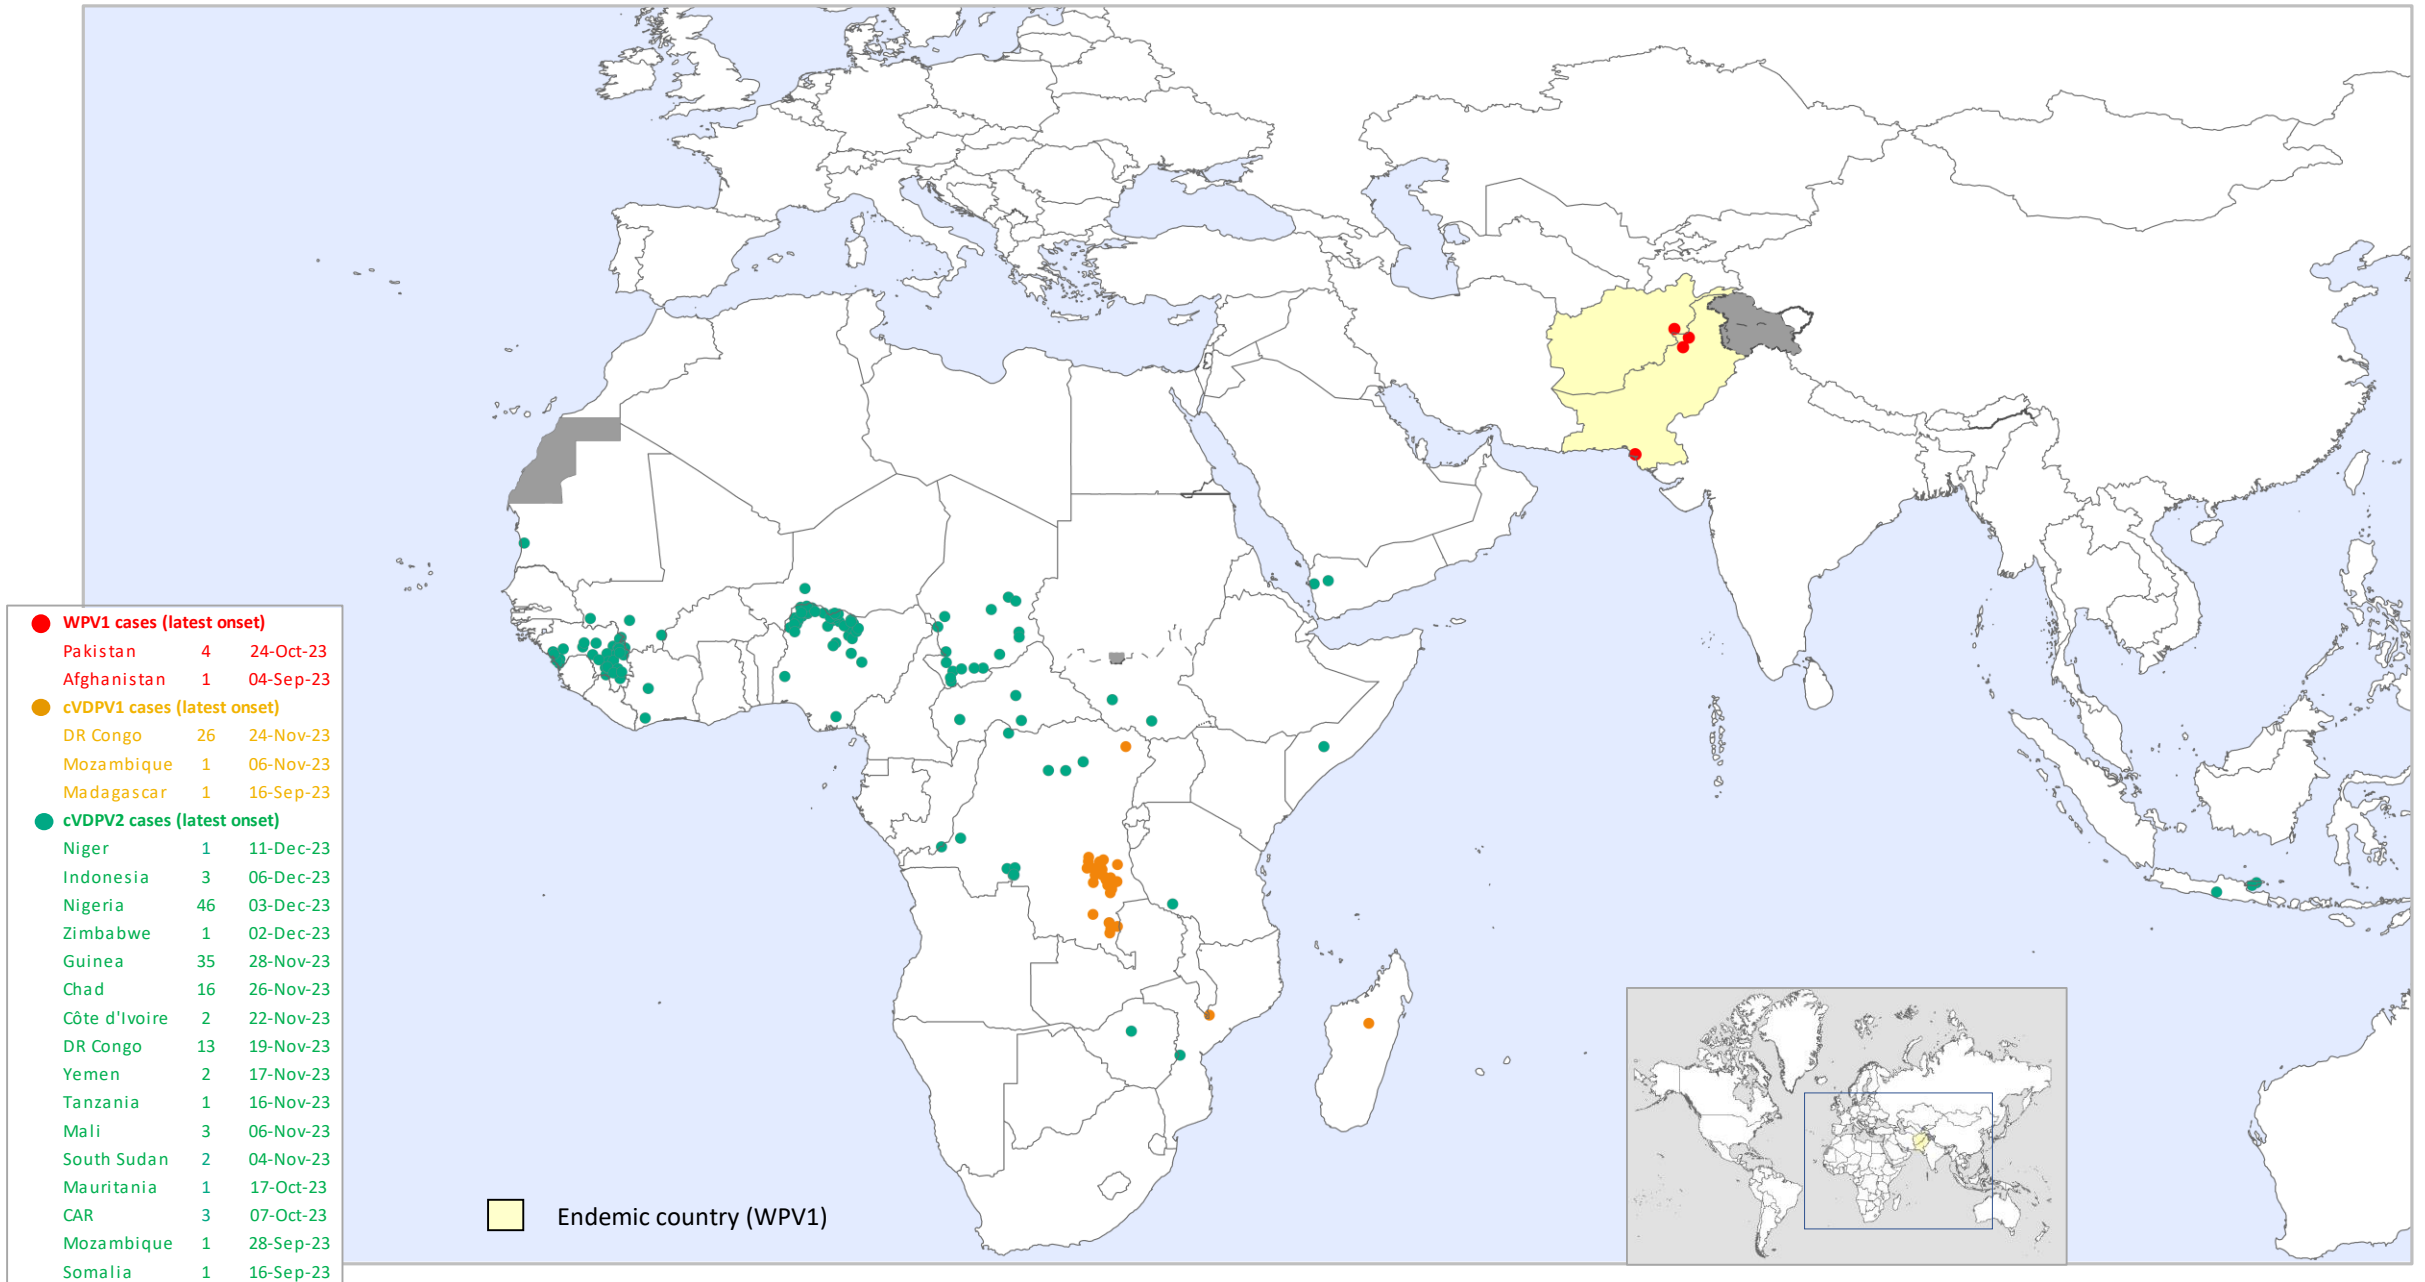 WPV1 cases (latest onset)
Pakistan 4 24-Oct-23
Afghanistan 1 04-Sep-23
cVDPV1 cases (latest onset)
DR Congo 26 24-Nov-23
Mozambique 1 06-Nov-23
Madagascar 1 16-Sep-23
cVDPV2 cases (latest onset)
Niger 1 11-Dec-23
Indonesia 3 06-Dec-23
Nigeria 46 03-Dec-23
Zimbabwe 1 02-Dec-23
Guinea 35 28-Nov-23
Chad 16 26-Nov-23
Côte d'Ivoire 2 22-Nov-23
DR Congo 13 19-Nov-23
Yemen 2 17-Nov-23
Tanzania 1 16-Nov-23
Mali 3 06-Nov-23
South Sudan 2 04-Nov-23
Mauritania 1 17-Oct-23
CAR 3 07-Oct-23
Mozambique 1 28-Sep-23
Somalia 1 16-Sep-23
Endemic country (WPV1)